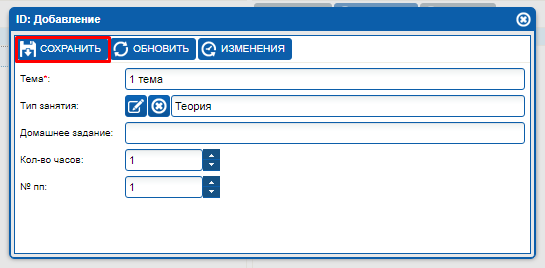 ID: Добавление
СОХРАНИТЬ ОБНОВИТЬ ИЗМЕНЕНИЯ
Тема*: 1 тема
Тип занятия: Теория
Домашнее задание:
Кол-во часов: 1
№ пп: 1